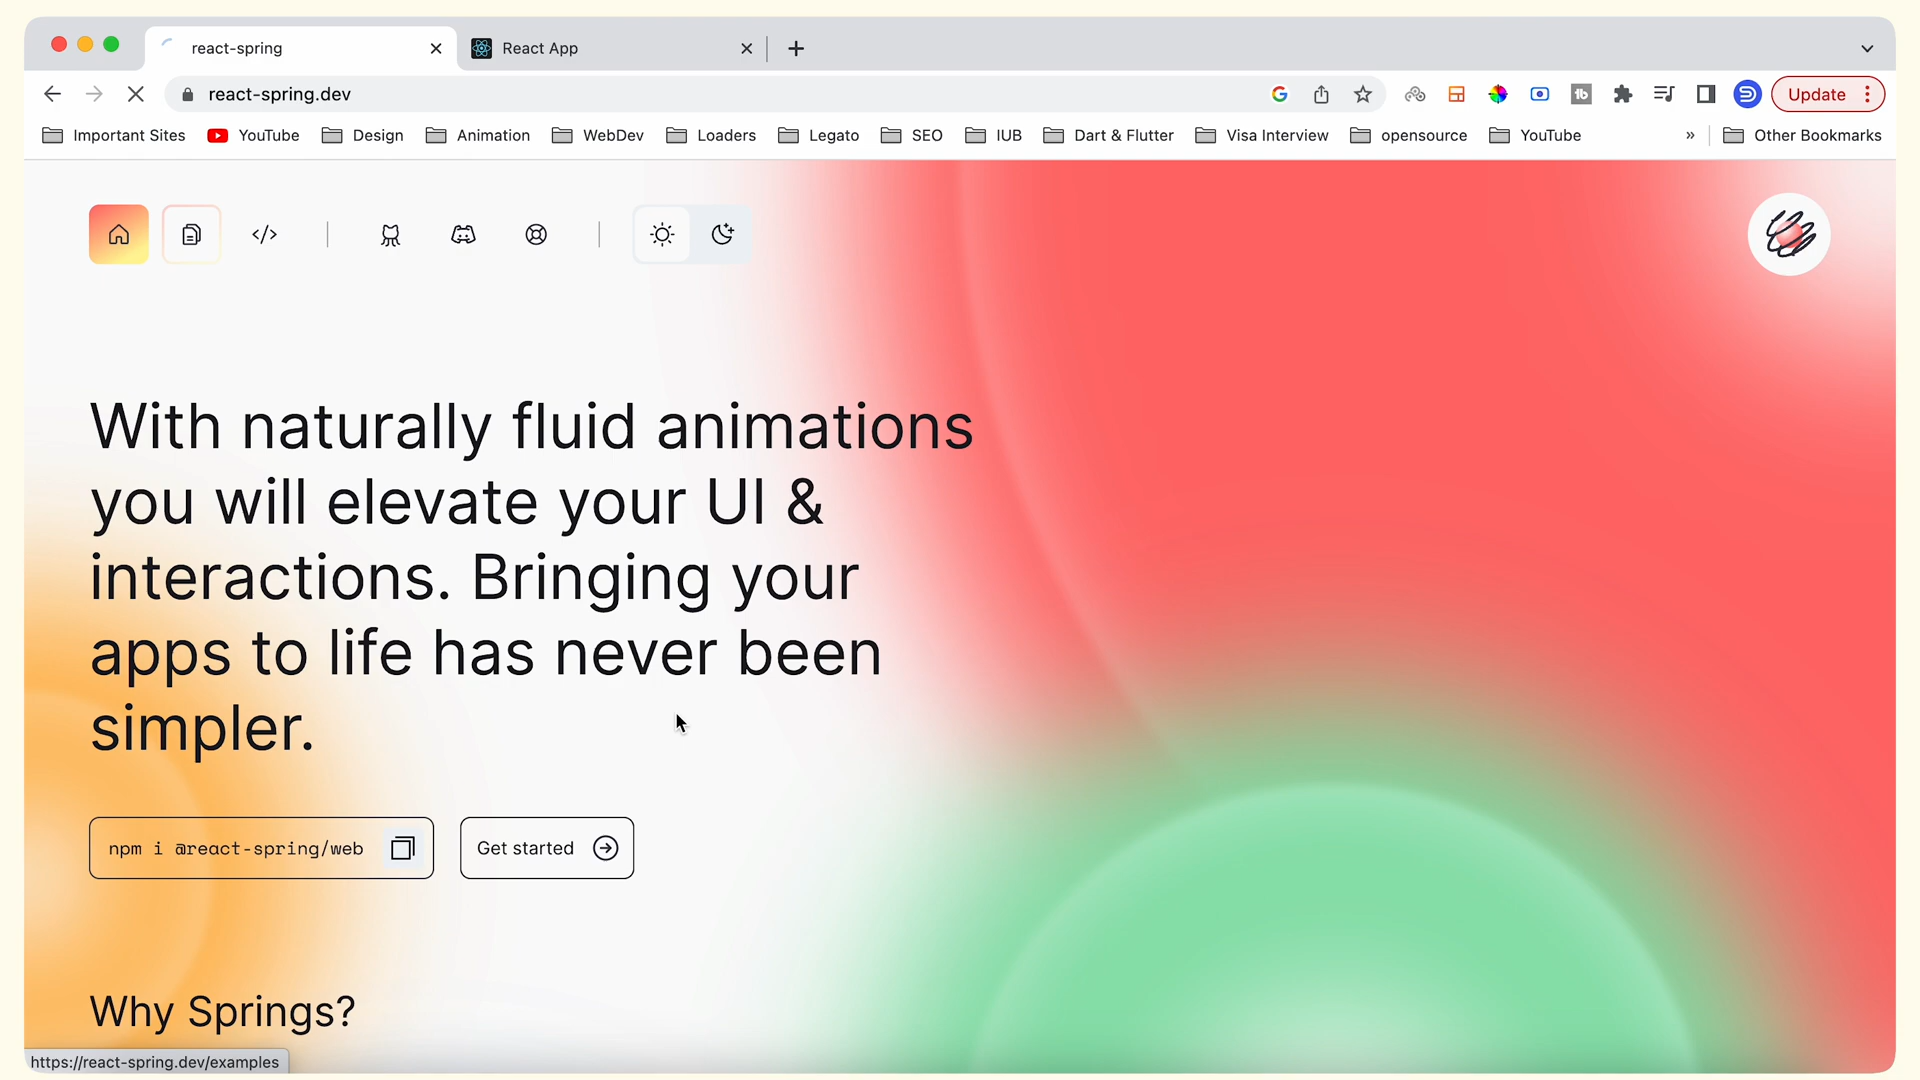 react-spring
React App
react-spring.dev
Update
Important Sites
YouTube
Design
Animation
WebDev
Loaders
Legato
SEO
IUB
Dart & Flutter
Visa Interview
opensource
YouTube
»
Other Bookmarks
tb
</>
With naturally fluid animations
you will elevate your UI &
interactions. Bringing your
apps to life has never been
simpler.
npm i @react-spring/web
Get started
Why Springs?
https://react-spring.dev/examples